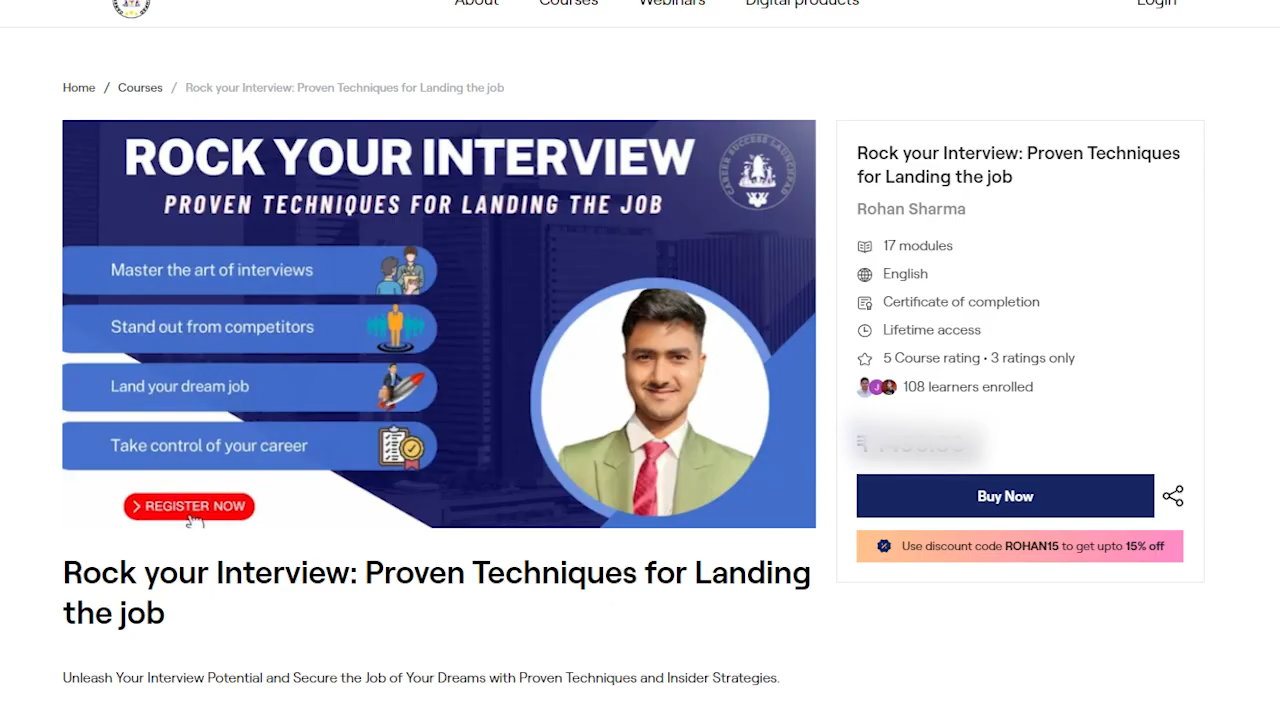 About Courses Webinars Digital products Login
Home / Courses / Rock your Interview: Proven Techniques for Landing the job
ROCK YOUR INTERVIEW
PROVEN TECHNIQUES FOR LANDING THE JOB
CAREER SUCCESS LAUNCHPAD
Master the art of interviews
Stand out from competitors
Land your dream job
Take control of your career
REGISTER NOW
Rock your Interview: Proven Techniques for Landing
the job
Unleash Your Interview Potential and Secure the Job of Your Dreams with Proven Techniques and Insider Strategies.
Rock your Interview: Proven Techniques
for Landing the job
Rohan Sharma
17 modules
English
Certificate of completion
Lifetime access
5 Course rating • 3 ratings only
J
108 learners enrolled
Buy Now
Use discount code ROHAN15 to get upto 15% off